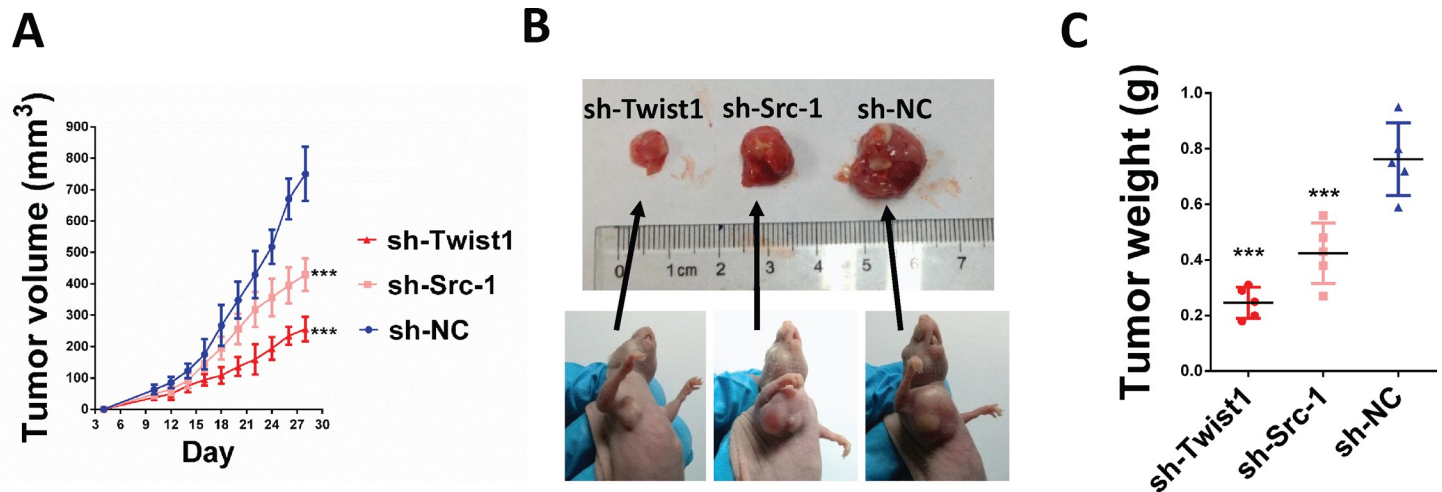 A
Tumor volume (mm³)
900
800
700
600
500
400
300
200
100
0
3 6 9 12 15 18 21 24 27 30
Day
***
***
sh-Twist1
sh-Src-1
sh-NC
B
sh-Twist1 sh-Src-1 sh-NC
0 1cm 2 3 4 5 6 7
C
Tumor weight (g)
1.0
0.8
0.6
0.4
0.2
0.0
***
***
sh-Twist1
sh-Src-1
sh-NC